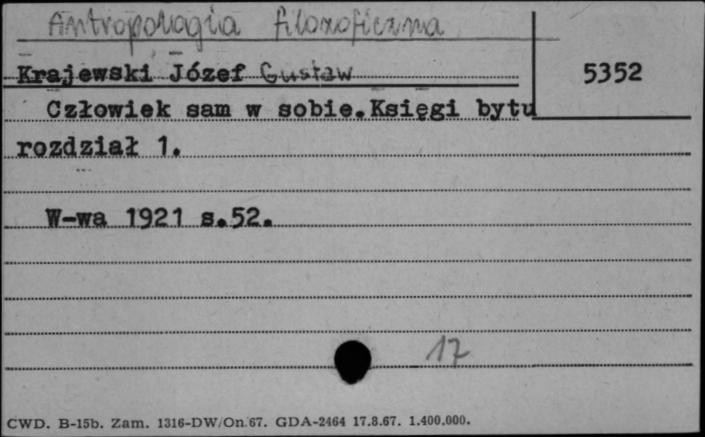 Antropologia filozoficzna
Krajewski Józef Gustaw
5352
Człowiek sam w sobie.Księgi bytu
rozdział 1.
W-wa 1921 s.52.
17
CWD. B-15b. Zam. 1316-DW/On.67. GDA-2464 17.8.67. 1.400.000.